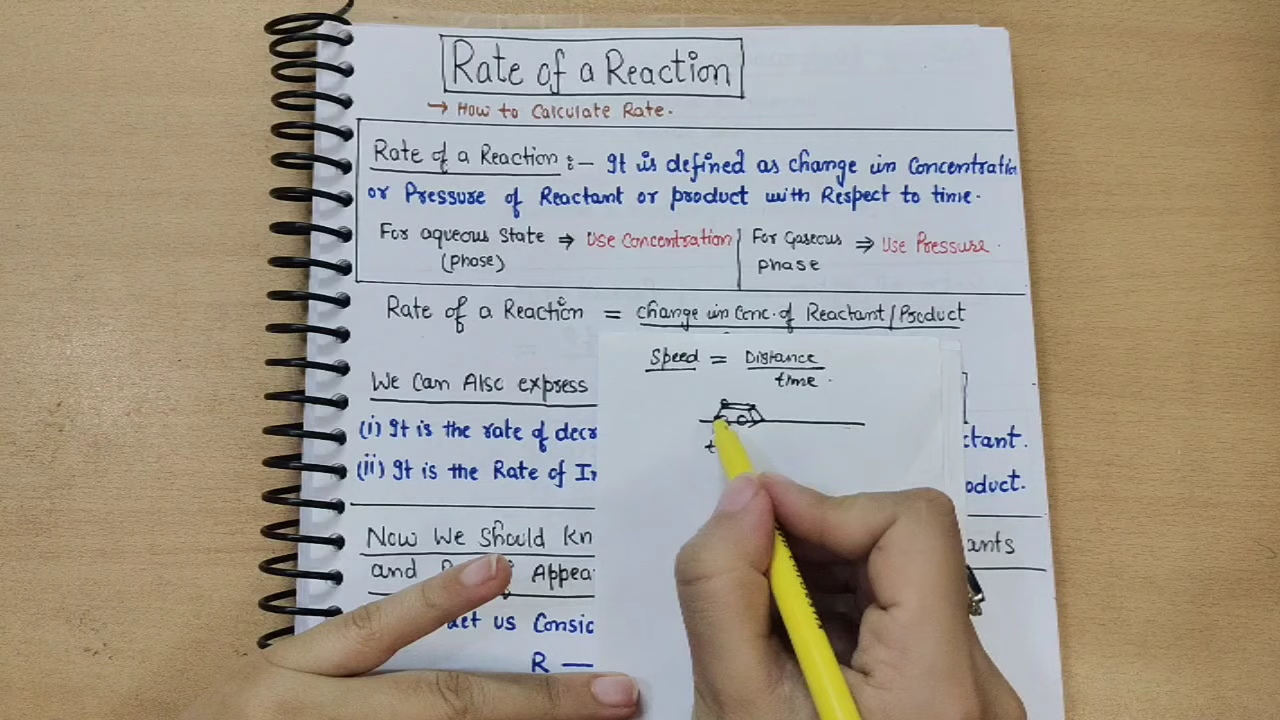 Rate of a Reaction
→ How to Calculate Rate.
Rate of a Reaction :- It is defined as change in Concentration
or Pressure of Reactant or product with Respect to time.
For aqueous State ⇒ Use Concentration
(phase)
For Gaseous ⇒ Use Pressure.
phase
Rate of a Reaction = change in Conc. of Reactant/Product
Speed = Distance
time.
We Can Also express
(i) It is the rate of decr
ctant.
(ii) It is the Rate of In
oduct.
Now We Should kn
ants
and Appea
us Consid
R —